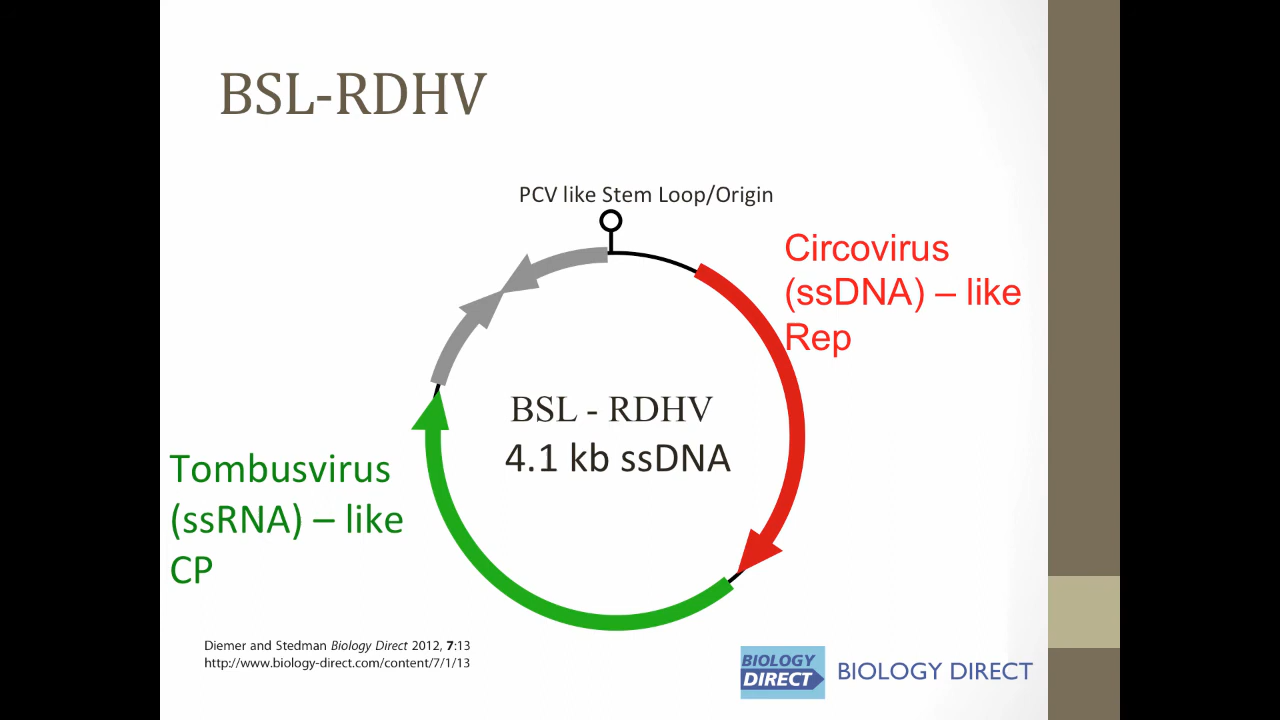 BSL-RDHV
PCV like Stem Loop/Origin
Circovirus
(ssDNA) – like
Rep
BSL - RDHV
4.1 kb ssDNA
Tombusvirus
(ssRNA) – like
CP
Diemer and Stedman Biology Direct 2012, 7:13
http://www.biology-direct.com/content/7/1/13
BIOLOGY
DIRECT
BIOLOGY DIRECT